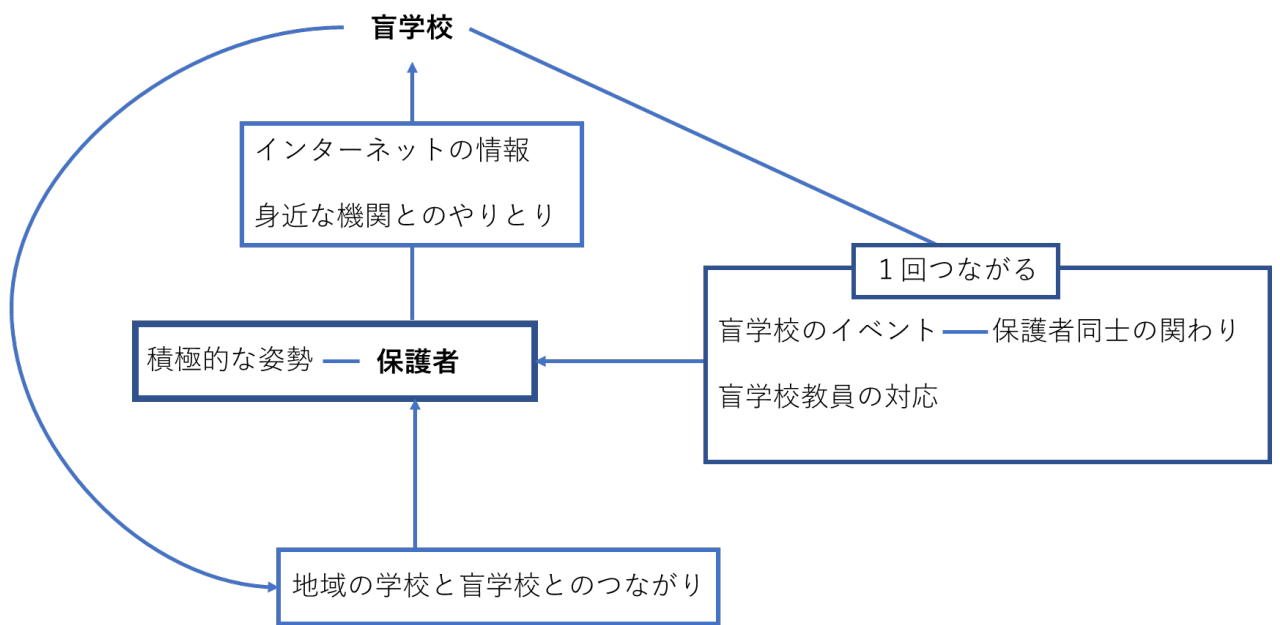 盲学校
インターネットの情報
身近な機関とのやりとり
１回つながる
盲学校のイベント 保護者同士の関わり
積極的な姿勢 保護者
盲学校教員の対応
地域の学校と盲学校とのつながり